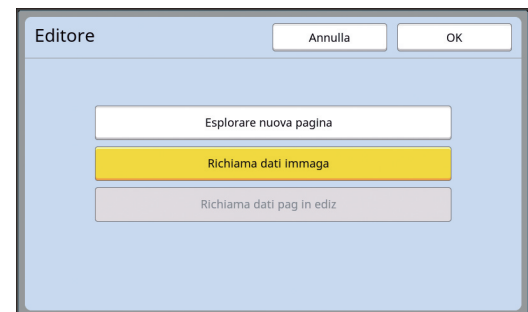 Editore
Annulla
OK
Esplorare nuova pagina
Richiama dati immaga
Richiama dati pag in ediz